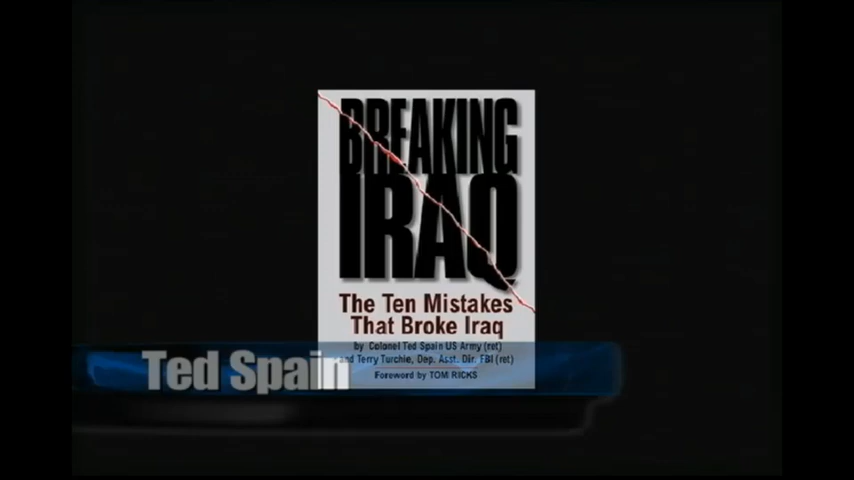 BREAKING
IRAQ
The Ten Mistakes
That Broke Iraq
by Colonel Ted Spain US Army (ret)
and Terry Turchie, Dep. Asst. Dir. FBI (ret)
Foreword by TOM RICKS
Ted Spain